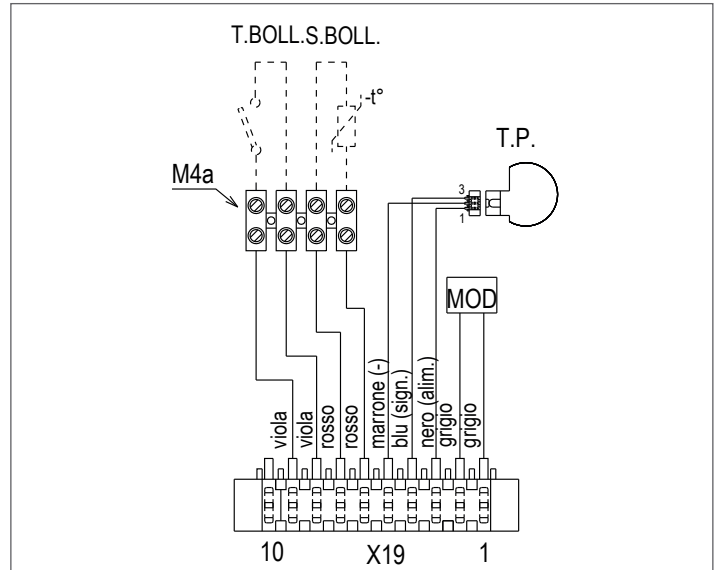 T.BOLL. S.BOLL.
-t°
T.P.
M4a
3
1
MOD
viola
viola
rosso
rosso
marrone (-)
blu (sign.)
nero (alim.)
grigio
grigio
10
X19
1